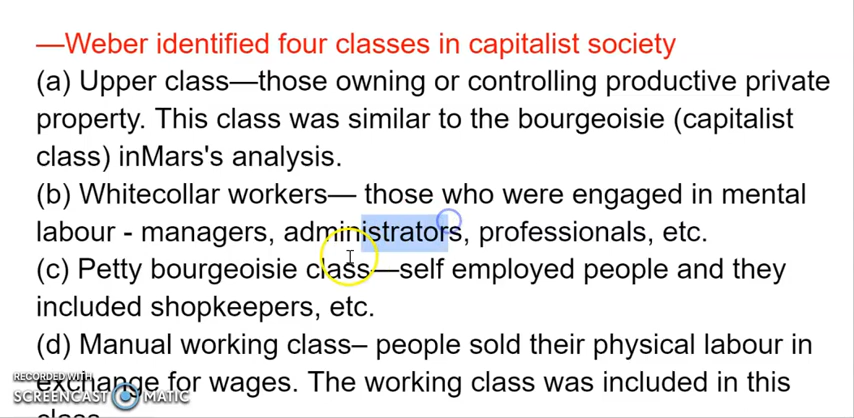 —Weber identified four classes in capitalist society
(a) Upper class—those owning or controlling productive private
property. This class was similar to the bourgeoisie (capitalist
class) inMars's analysis.
(b) Whitecollar workers— those who were engaged in mental
labour - managers, administrators, professionals, etc.
(c) Petty bourgeoisie class—self employed people and they
included shopkeepers, etc.
(d) Manual working class– people sold their physical labour in
exchange for wages. The working class was included in this
class
RECORDED WITH
SCREENCAST MATIC